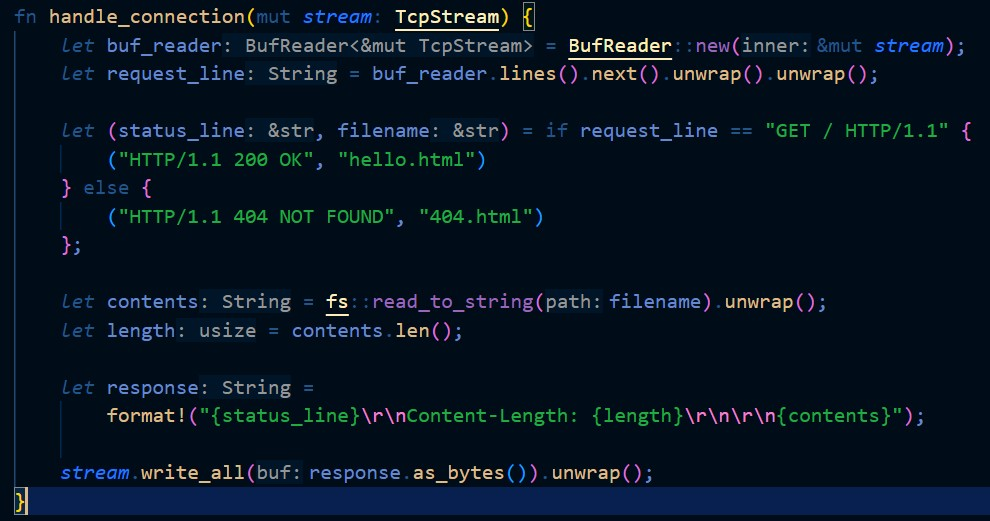 fn handle_connection(mut stream: TcpStream) {
    let buf_reader: BufReader<&mut TcpStream> = BufReader::new(inner: &mut stream);
    let request_line: String = buf_reader.lines().next().unwrap().unwrap();

    let (status_line: &str, filename: &str) = if request_line == "GET / HTTP/1.1" {
        ("HTTP/1.1 200 OK", "hello.html")
    } else {
        ("HTTP/1.1 404 NOT FOUND", "404.html")
    };

    let contents: String = fs::read_to_string(path: filename).unwrap();
    let length: usize = contents.len();

    let response: String =
        format!("{status_line}\r\nContent-Length: {length}\r\n\r\n{contents}");

    stream.write_all(buf: response.as_bytes()).unwrap();
}